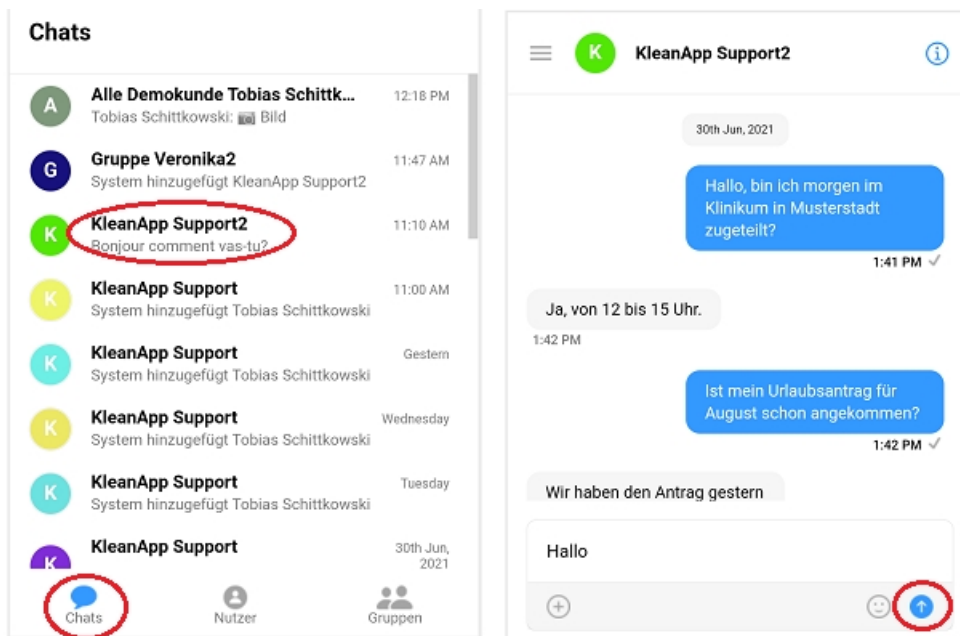 Chats
A
Alle Demokunde Tobias Schittk...
12:18 PM
Tobias Schittkowski: 📷 Bild
G
Gruppe Veronika2
11:47 AM
System hinzugefügt KleanApp Support2
K
KleanApp Support2
11:10 AM
Bonjour comment vas-tu?
K
KleanApp Support
11:00 AM
System hinzugefügt Tobias Schittkowski
K
KleanApp Support
Gestern
System hinzugefügt Tobias Schittkowski
K
KleanApp Support
Wednesday
System hinzugefügt Tobias Schittkowski
K
KleanApp Support
Tuesday
System hinzugefügt Tobias Schittkowski
K
KleanApp Support
30th Jun,
2021
Chats
Nutzer
Gruppen
K
KleanApp Support2
30th Jun, 2021
Hallo, bin ich morgen im
Klinikum in Musterstadt
zugeteilt?
1:41 PM
Ja, von 12 bis 15 Uhr.
1:42 PM
Ist mein Urlaubsantrag für
August schon angekommen?
1:42 PM
Wir haben den Antrag gestern
Hallo